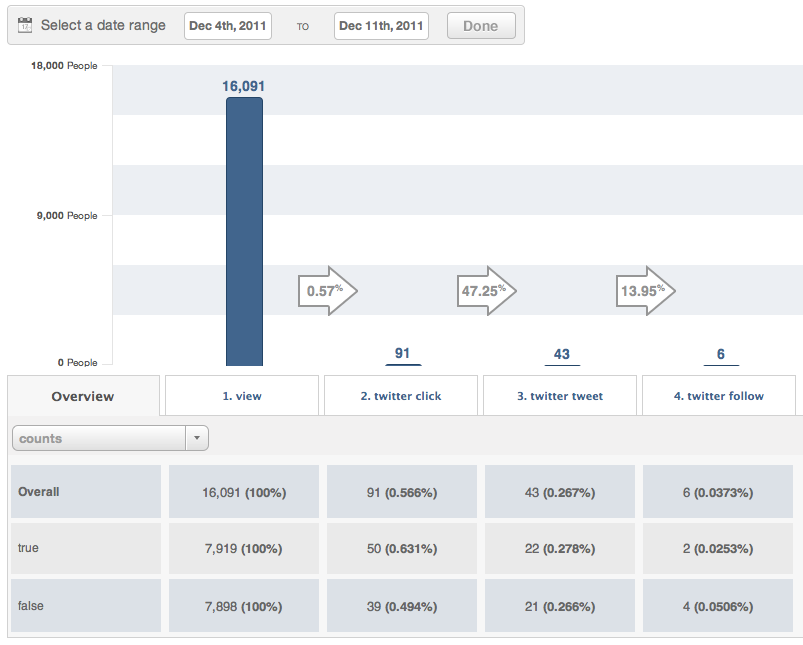 Select a date range Dec 4th, 2011 TO Dec 11th, 2011 Done
18,000 People
16,091
9,000 People
0.57% 47.25% 13.95%
91 43 6
0 People
Overview 1. view 2. twitter click 3. twitter tweet 4. twitter follow
counts
Overall 16,091 (100%) 91 (0.566%) 43 (0.267%) 6 (0.0373%)
true 7,919 (100%) 50 (0.631%) 22 (0.278%) 2 (0.0253%)
false 7,898 (100%) 39 (0.494%) 21 (0.266%) 4 (0.0506%)